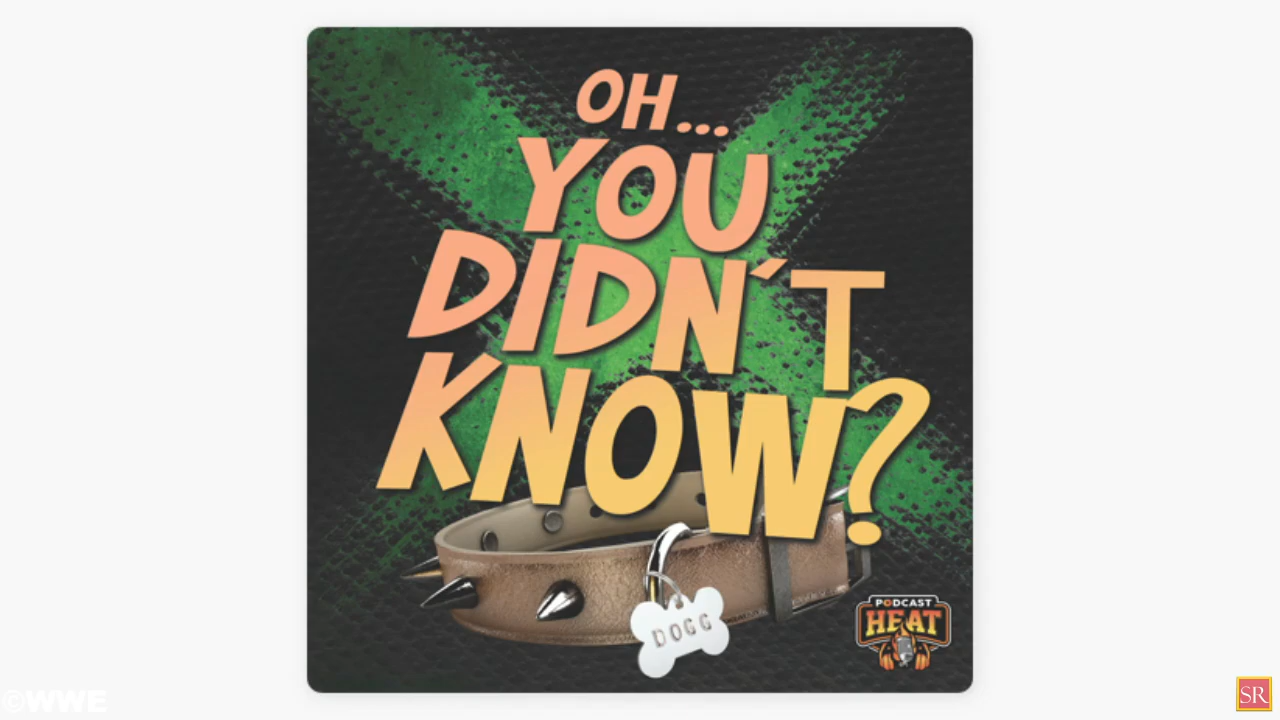 OH...
YOU
DIDN'T
KNOW?
DOGG
PODCAST
HEAT
©WWE
SR